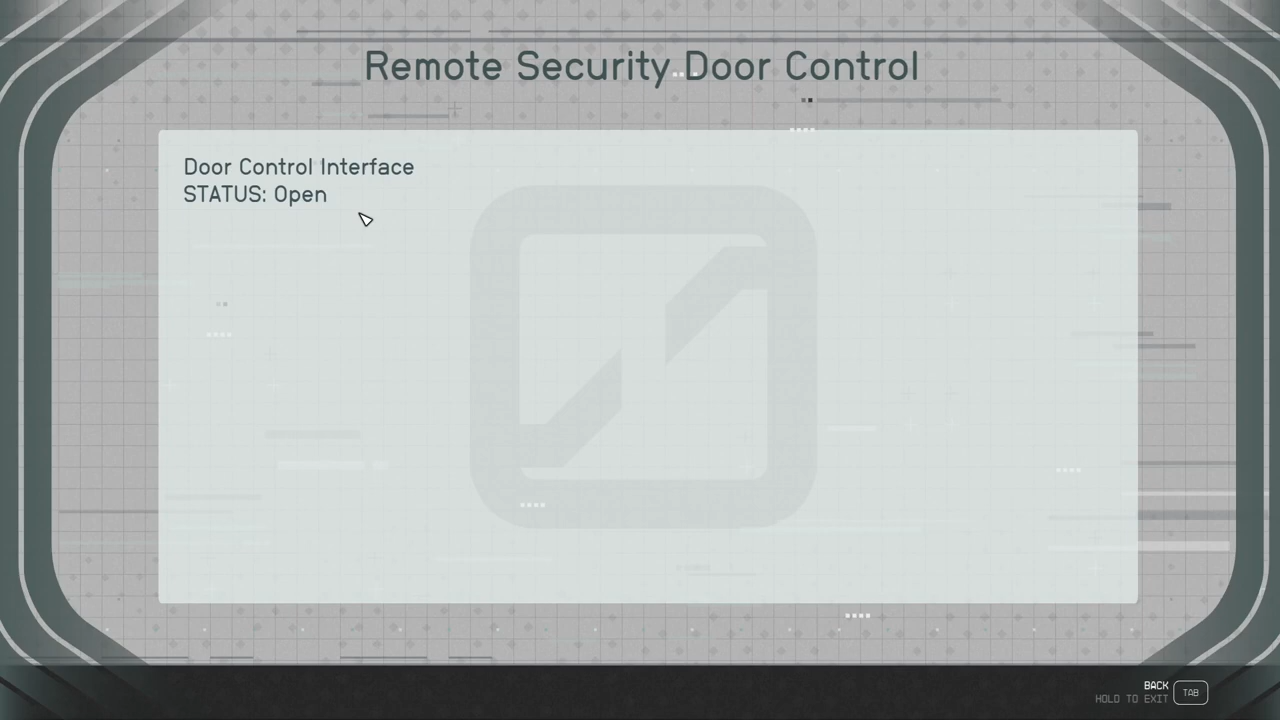 Remote Security Door Control
Door Control Interface
STATUS: Open
BACK
HOLD TO EXIT
TAB